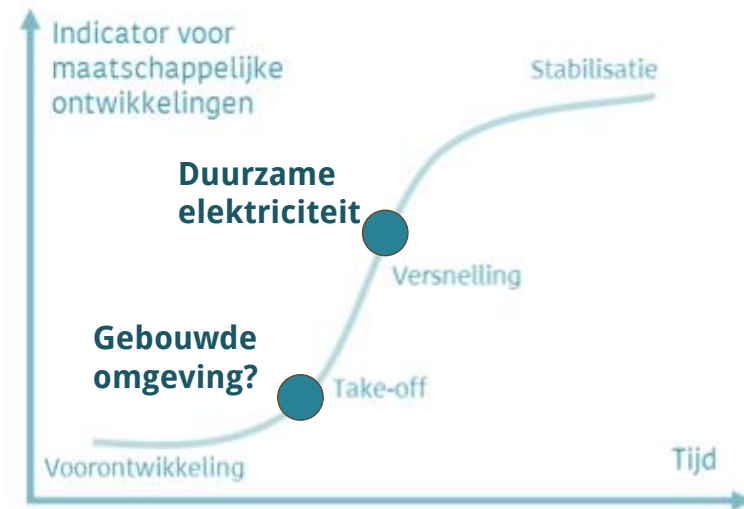 Indicator voor
maatschappelijke
ontwikkelingen
Stabilisatie
Duurzame
elektriciteit
Versnelling
Gebouwde
omgeving?
Take-off
Voorontwikkeling
Tijd